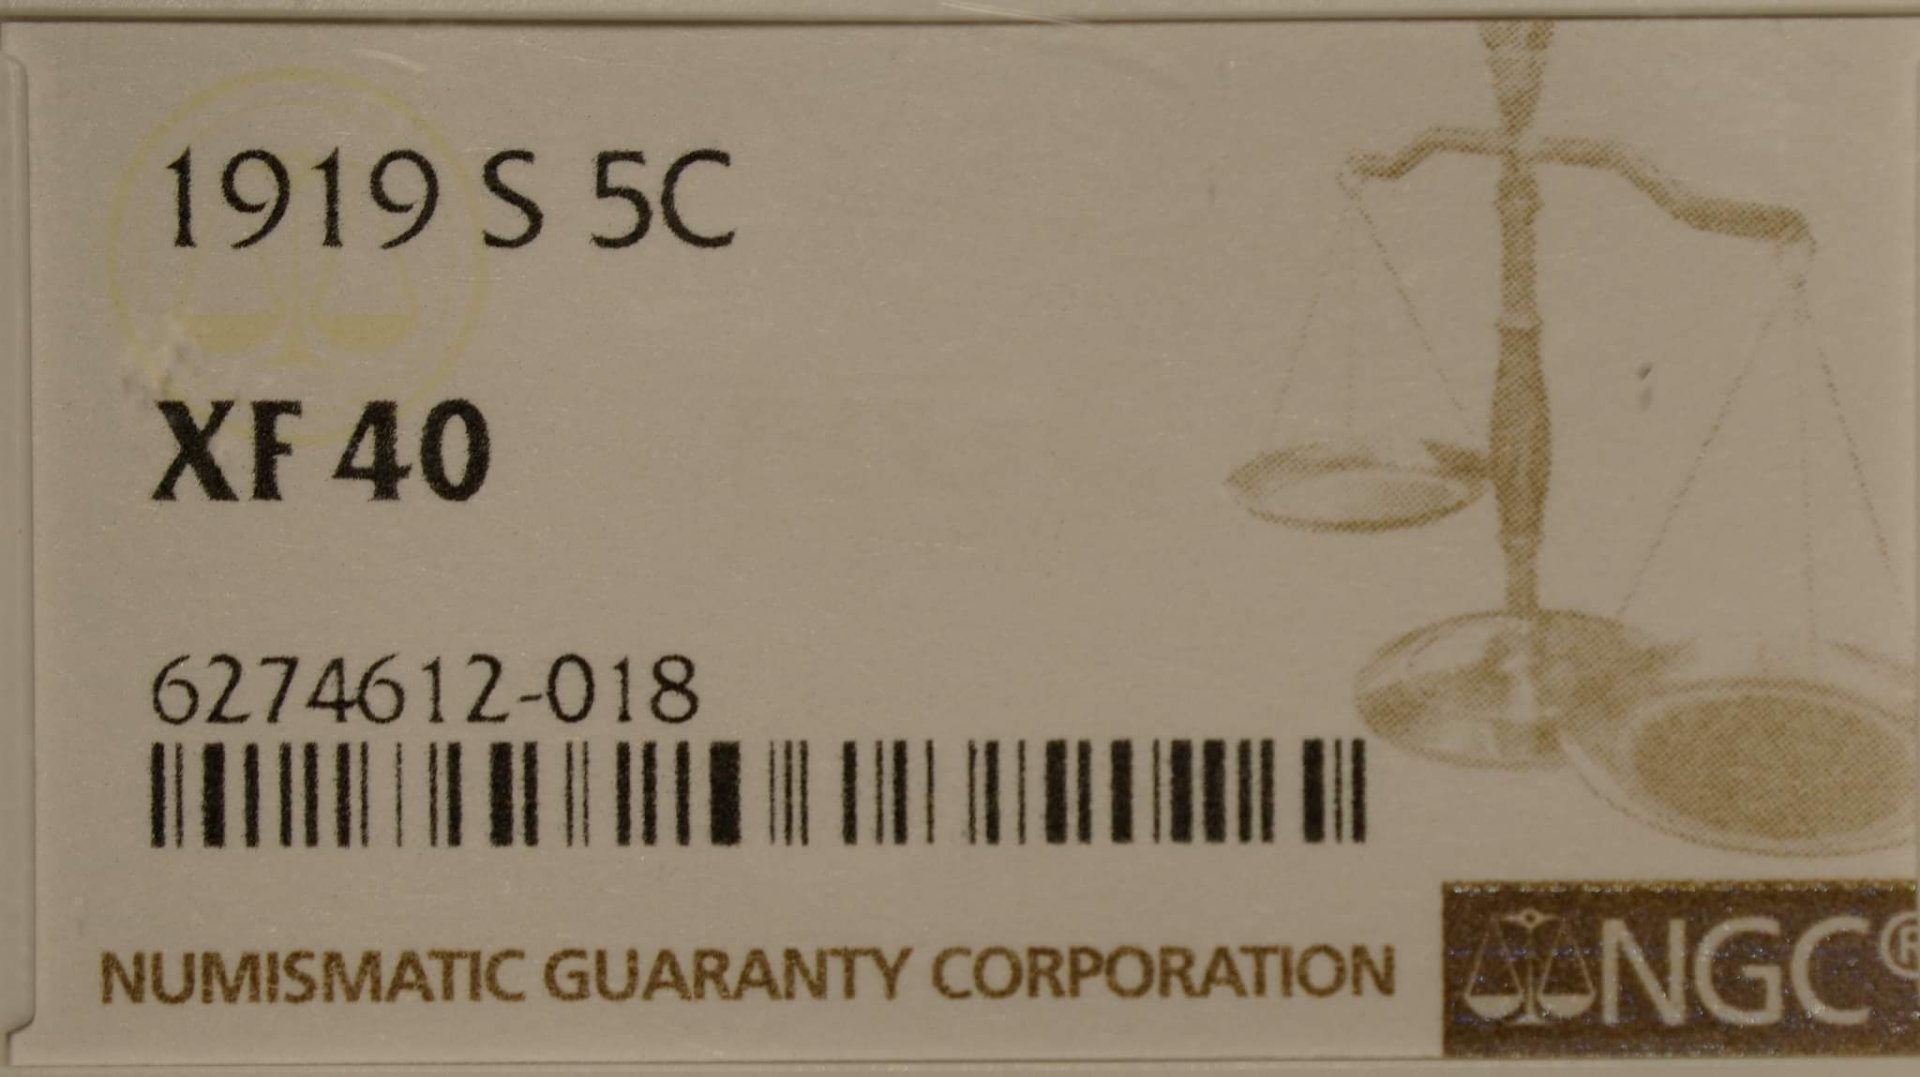 1919 S 5C
XF 40
6274612-018
NUMISMATIC GUARANTY CORPORATION
NGC®